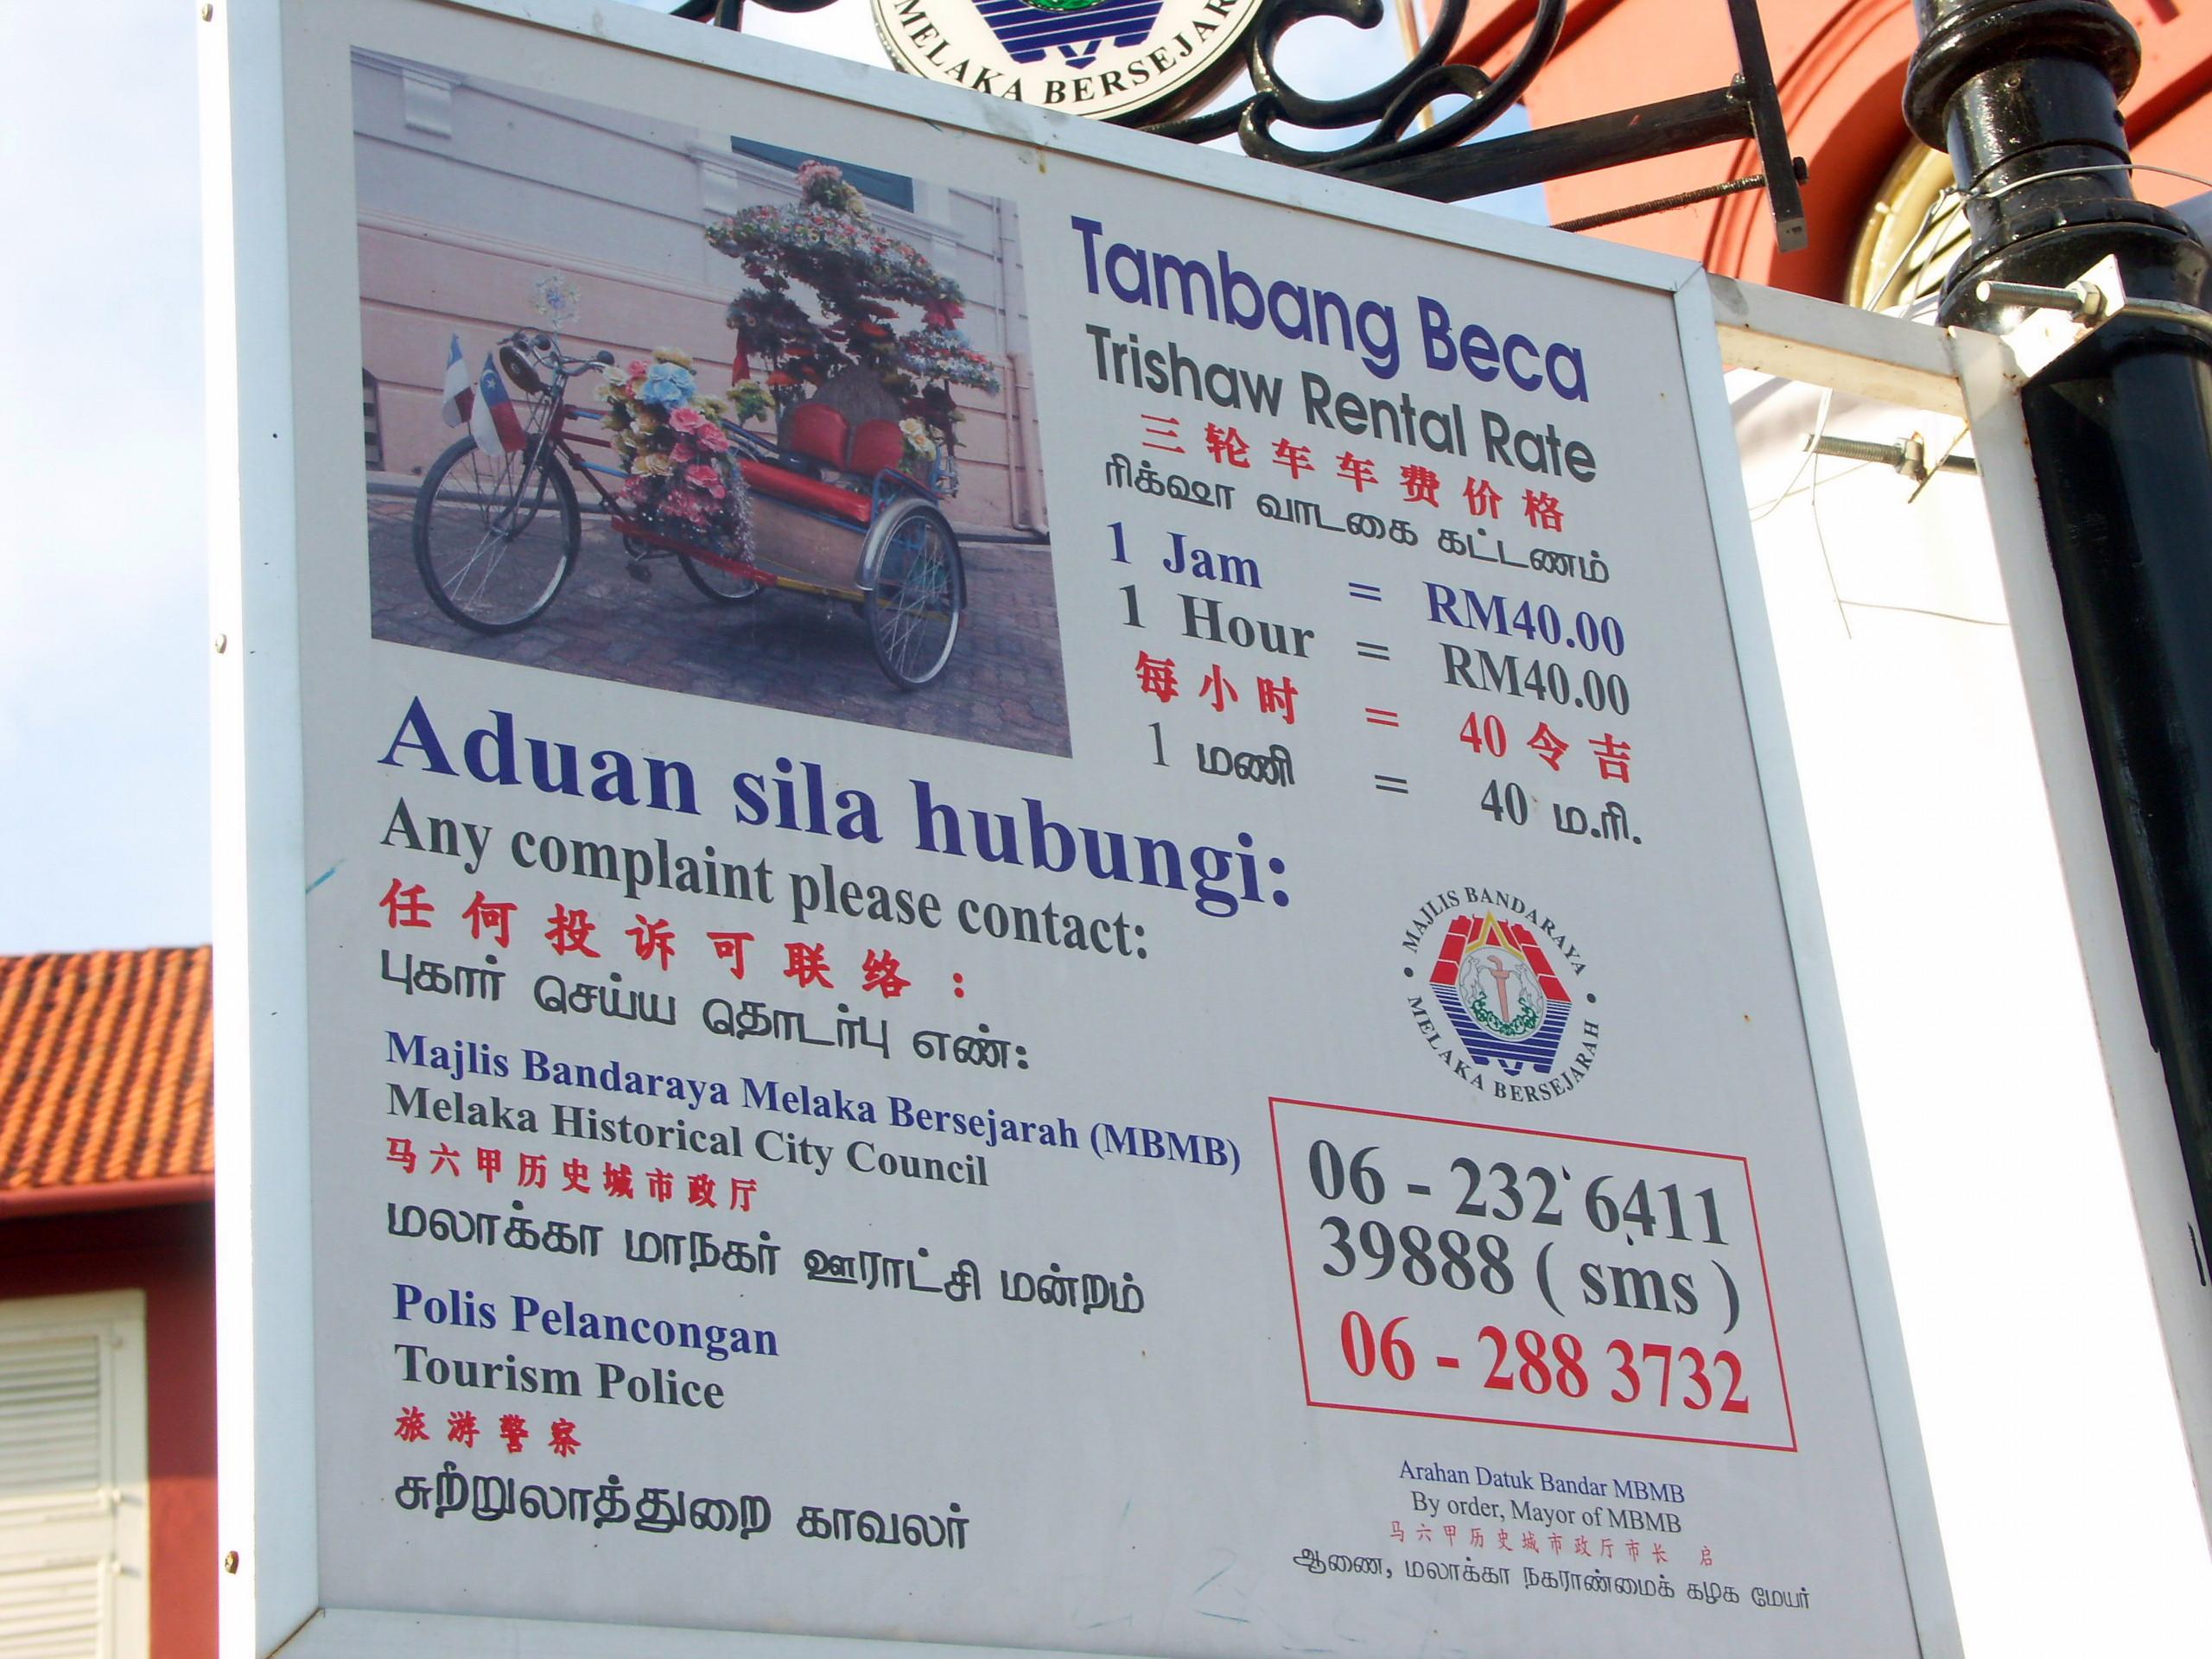 MELAKA BERSEJAR
Tambang Beca
Trishaw Rental Rate
三轮车车费价格
ரிக்‌ஷா வாடகை கட்டணம்
1 Jam = RM40.00
1 Hour = RM40.00
每小时 = 40 令吉
1 மணி = 40 ம.ரி.
Aduan sila hubungi:
Any complaint please contact:
任何投诉可联络：
புகார் செய்ய தொடர்பு எண்:
MAJLIS BANDARAYA
MELAKA BERSEJARAH
Majlis Bandaraya Melaka Bersejarah (MBMB)
Melaka Historical City Council
马六甲历史城市政厅
மலாக்கா மாநகர் ஊராட்சி மன்றம்
06 - 232 6411
39888 ( sms )
Polis Pelancongan
Tourism Police
旅游警察
சுற்றுலாத்துறை காவலர்
06 - 288 3732
Arahan Datuk Bandar MBMB
By order, Mayor of MBMB
马六甲历史城市政厅市长 启
ஆணை, மலாக்கா நகராண்மைக் கழக மேயர்